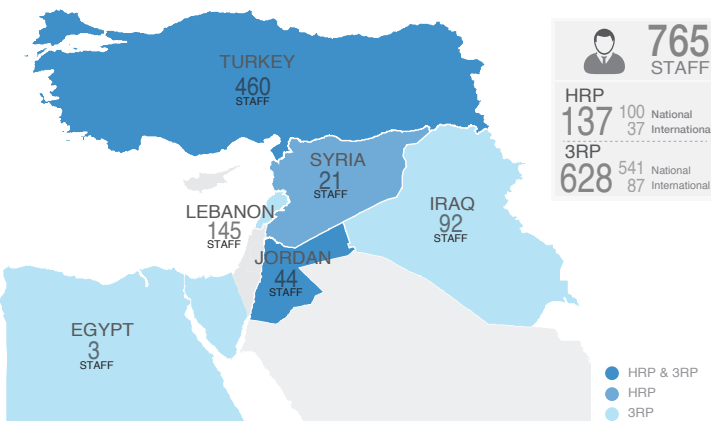 TURKEY
460
STAFF
SYRIA
21
STAFF
LEBANON
145
STAFF
IRAQ
92
STAFF
JORDAN
44
STAFF
EGYPT
3
STAFF
765
STAFF
HRP
137
100 National
37 Internationa
3RP
628
541 National
87 International
HRP & 3RP
HRP
3RP